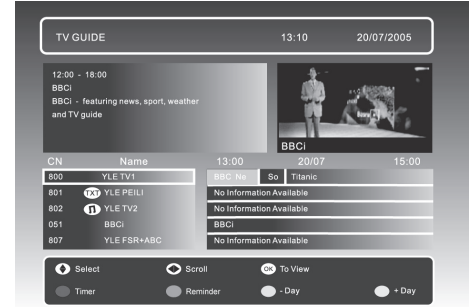 TV GUIDE 13:10 20/07/2005
12:00 - 18:00
BBCi
BBCi - featuring news, sport, weather
and TV guide
BBCi
CN Name 13:00 20/07 15:00
800 YLE TV1 BBC Ne So Titanic
801 TXT YLE PEILI No Information Available
802 YLE TV2 No Information Available
051 BBCi BBCi
807 YLE FSR+ABC No Information Available
Select Scroll OK To View
Timer Reminder - Day + Day